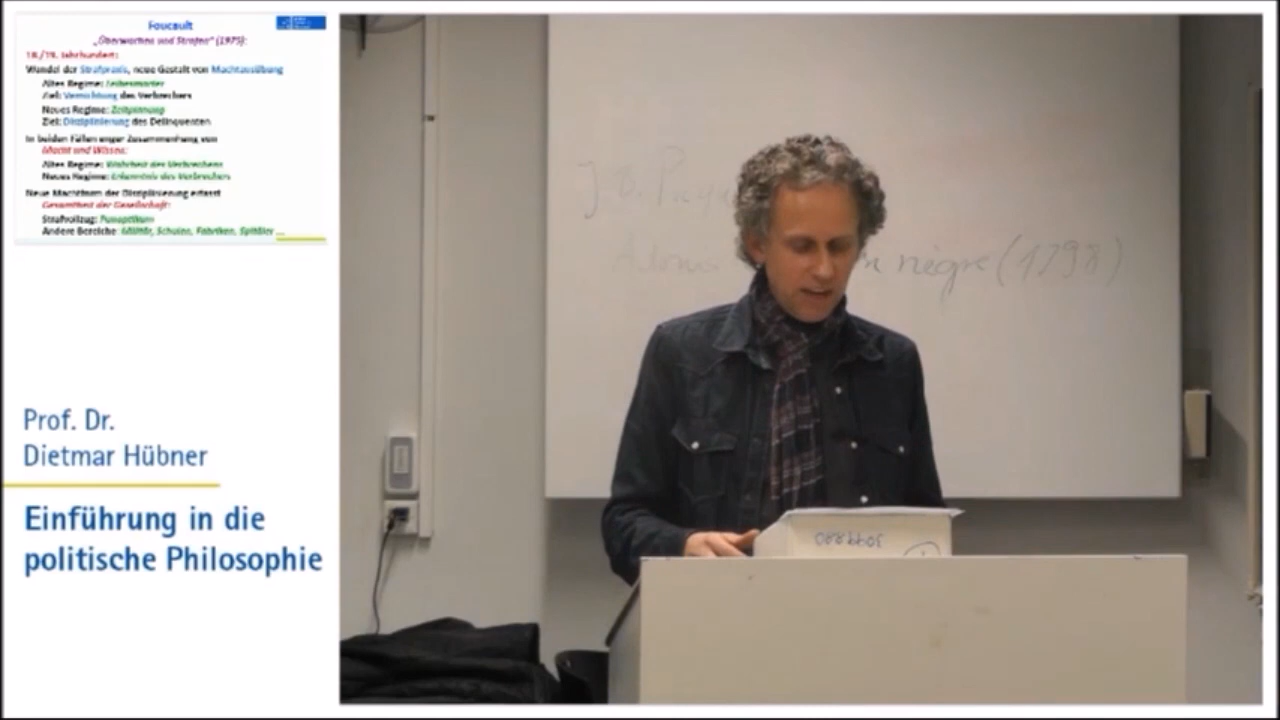 Foucault
„Überwachen und Strafen“ (1975):
18./19. Jahrhundert:
Wandel der Strafpraxis, neue Gestalt von Machtausübung
Altes Regime: Leibesmarter
Ziel: Vernichtung des Verbrechers
Neues Regime: Zeitplanung
Ziel: Disziplinierung des Delinquenten
In beiden Fällen enger Zusammenhang von
Macht und Wissen:
Altes Regime: Wahrheit des Verbrechens
Neues Regime: Erkenntnis des Verbrechers
Neue Machtform der Disziplinierung erfasst
Gesamtheit der Gesellschaft:
Strafvollzug: Panoptikum
Andere Bereiche: Militär, Schulen, Fabriken, Spitäler ...
Prof. Dr.
Dietmar Hübner
Einführung in die
politische Philosophie
nègre (1798)
3099220